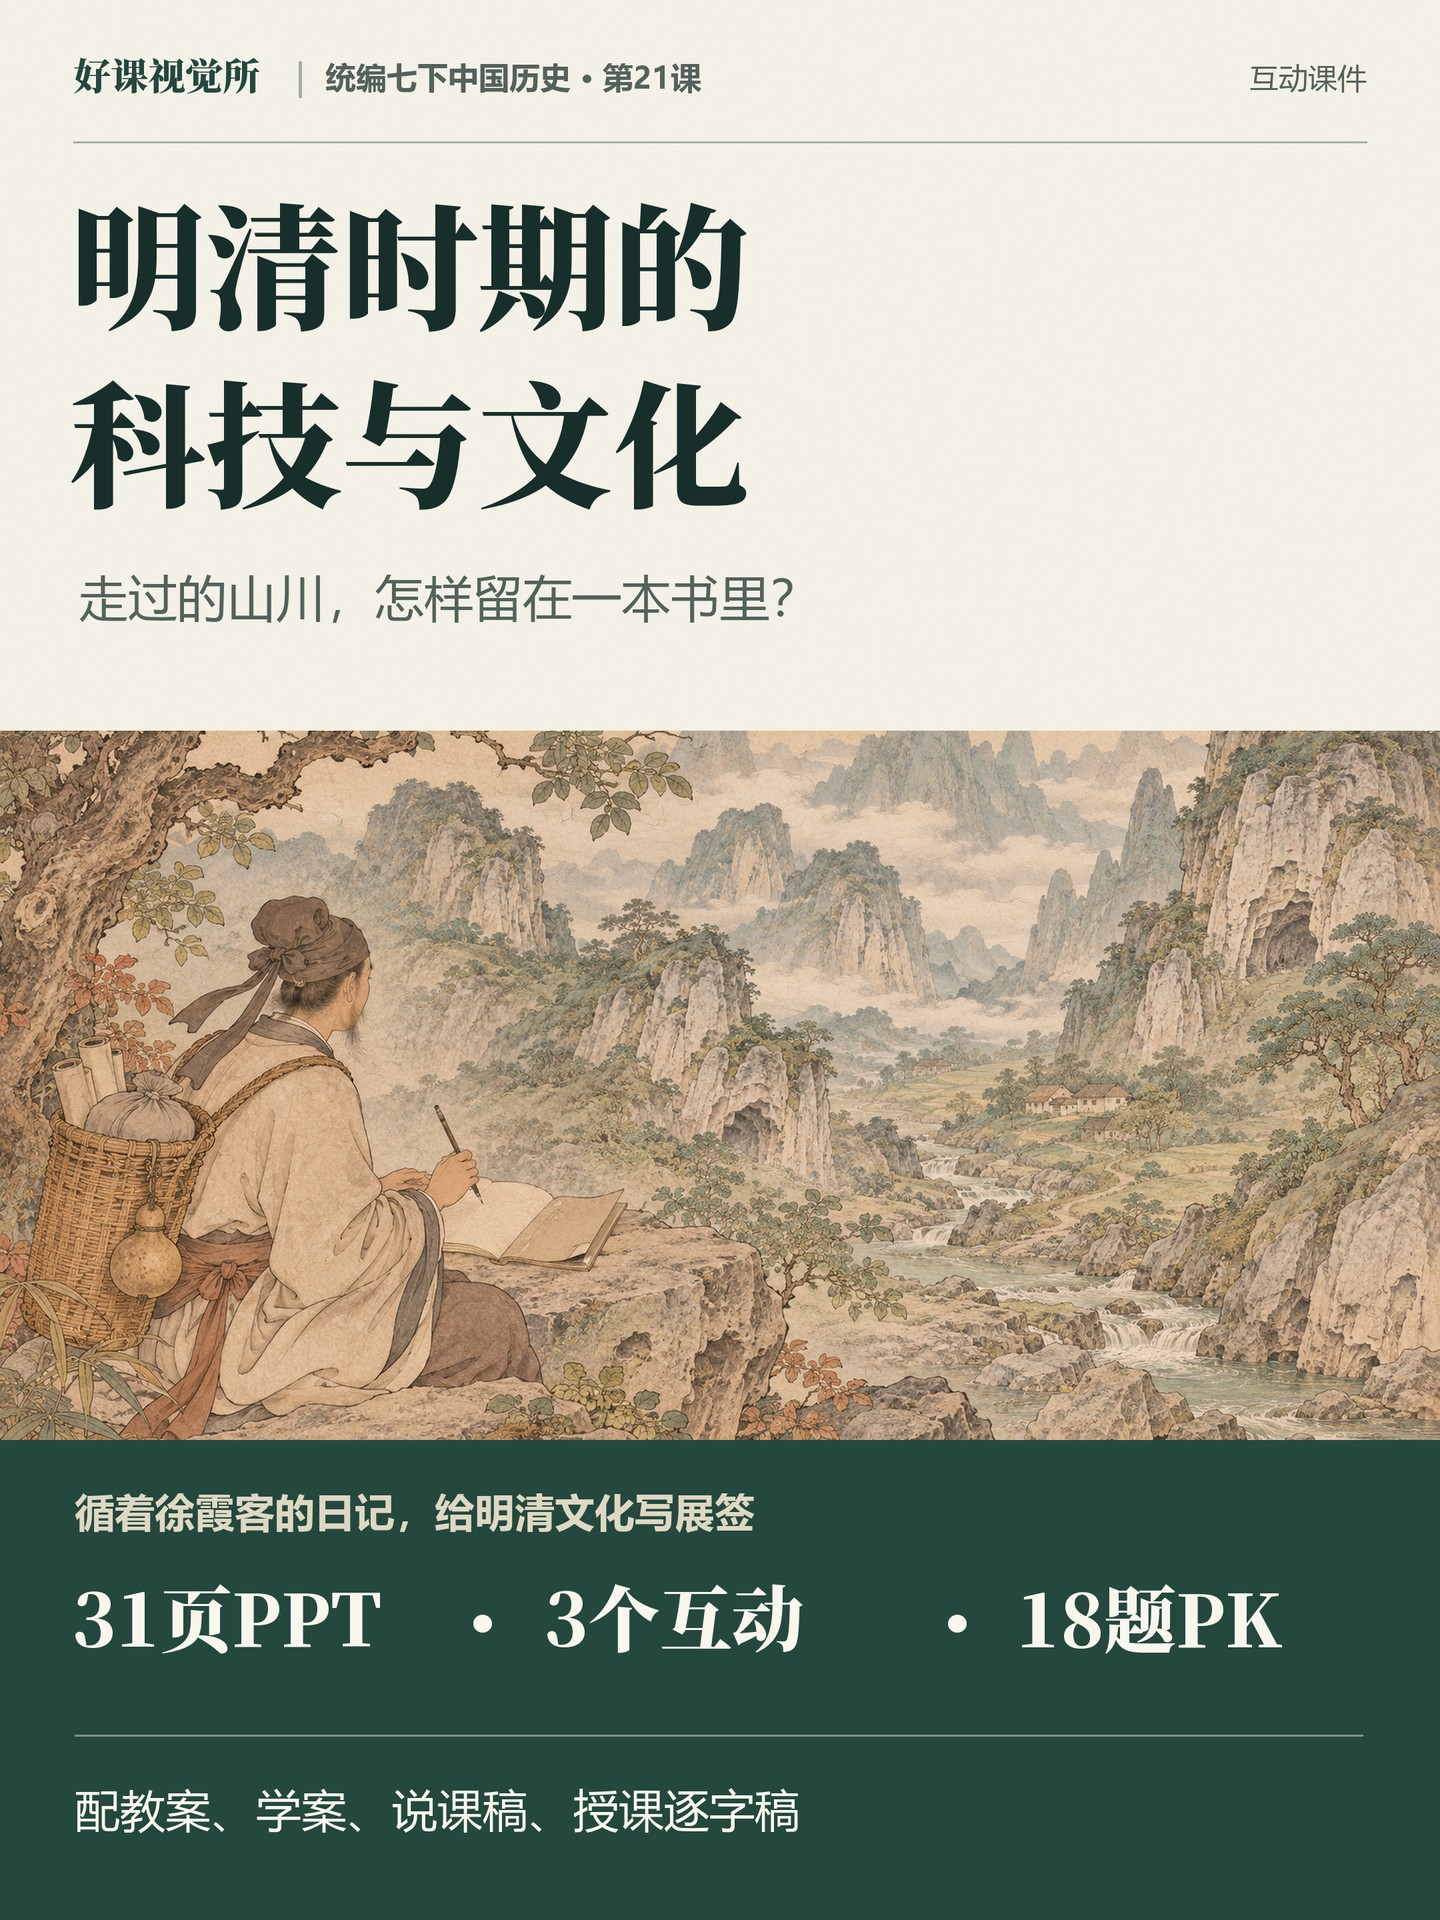 好课视觉所 | 统编七下中国历史·第21课 互动课件
明清时期的
科技与文化
走过的山川，怎样留在一本书里？
循着徐霞客的日记，给明清文化写展签
31页PPT · 3个互动 · 18题PK
配教案、学案、说课稿、授课逐字稿